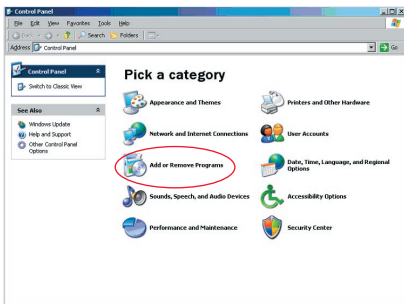 Control Panel
File Edit View Favorites Tools Help
Back Search Folders
Address Control Panel Go
Control Panel
Switch to Classic View
See Also
Windows Update
Help and Support
Other Control Panel
Options
Pick a category
Appearance and Themes
Printers and Other Hardware
Network and Internet Connections
User Accounts
Add or Remove Programs
Date, Time, Language, and Regional
Options
Sounds, Speech, and Audio Devices
Accessibility Options
Performance and Maintenance
Security Center